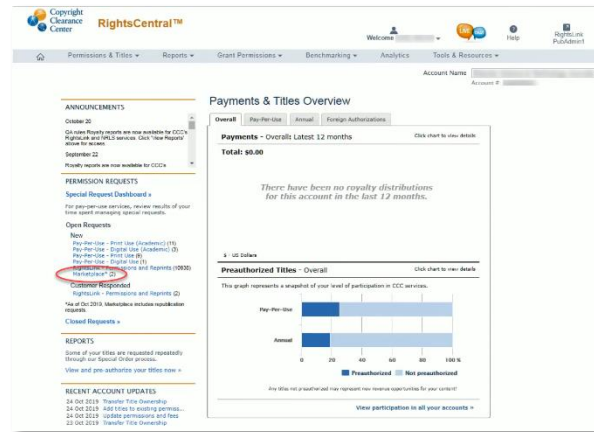 Copyright
Clearance
Center
RightsCentral™
Welcome
Live Chat
Help
RightsLink
PubAdmin1
Permissions & Titles
Reports
Grant Permissions
Benchmarking
Analytics
Tools & Resources
Account Name
Account #
ANNOUNCEMENTS
October 20
QA rules Royalty reports are now available for CCC's
RightsLink and NRLS services. Click "View Reports"
above for access
September 22
Royalty reports are now available for CCC's
PERMISSION REQUESTS
Special Request Dashboard »
For pay-per-use services, review results of your
time spent managing special requests.
Open Requests
New
Pay-Per-Use - Print Use (Academic) (11)
Pay-Per-Use - Digital Use (Academic) (3)
Pay-Per-Use - Print Use (6)
Pay-Per-Use - Digital Use (1)
RightsLink - Permissions and Reprints (10830)
Marketplace* (2)
Customer Responded
RightsLink - Permissions and Reprints (2)
*As of Oct 2019, Marketplace includes republication
requests.
Closed Requests »
REPORTS
Some of your titles are requested repeatedly
through our Special Order process.
View and pre-authorize your titles now »
RECENT ACCOUNT UPDATES
24 Oct 2019 Transfer Title Ownership
24 Oct 2019 Add titles to existing permiss...
24 Oct 2019 Update permissions and fees
23 Oct 2019 Transfer Title Ownership
Payments & Titles Overview
Overall
Pay-Per-Use
Annual
Foreign Authorizations
Payments - Overall: Latest 12 months
Click chart to view details
Total: $0.00
There have been no royalty distributions
for this account in the last 12 months.
$ - US Dollars
Preauthorized Titles - Overall
Click chart to view details
This graph represents a snapshot of your level of participation in CCC services.
Pay-Per-Use
Annual
0 20 40 60 80 100 %
Preauthorized Not preauthorized
Any titles not preauthorized may represent new revenue opportunities for your content!
View participation in all your accounts »